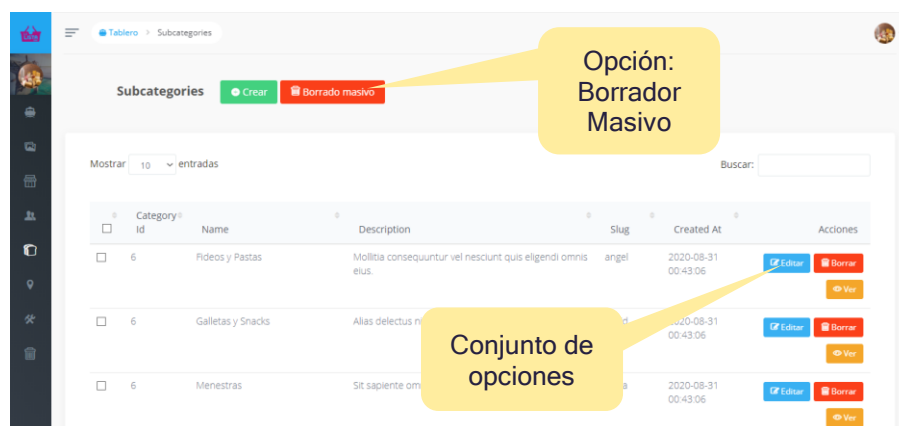 Tablero > Subcategories
Subcategories
Crear
Borrado masivo
Opción:
Borrador
Masivo
Mostrar 10 entradas
Buscar:
Category
Id Name Description Slug Created At Acciones
6 Fideos y Pastas Mollitia consequuntur vel nesciunt quis eligendi omnis angel 2020-08-31 Editar Borrar
eius. 00:43:06
Ver
6 Galletas y Snacks Alias delectus 2020-08-31 Editar Borrar
00:43:06
Ver
Conjunto de
opciones
6 Menestras Sit sapiente 2020-08-31 Editar Borrar
00:43:06
Ver